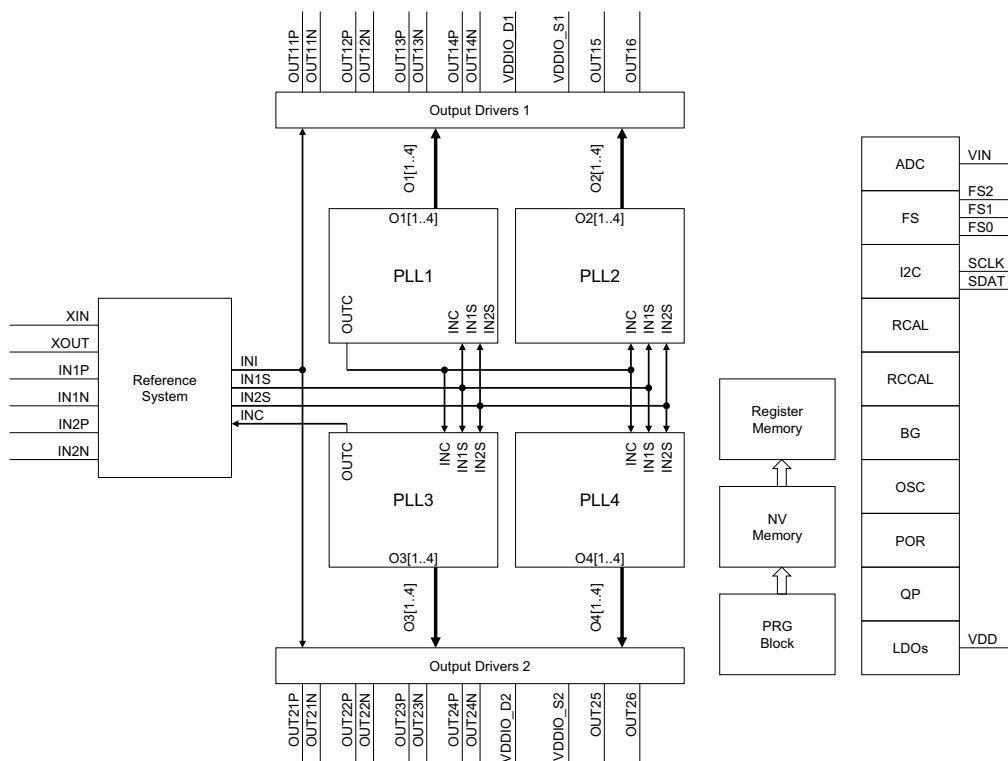 OUT11P
OUT11N
OUT12P
OUT12N
OUT13P
OUT13N
OUT14P
OUT14N
VDDIO_D1
VDDIO_S1
OUT15
OUT16
Output Drivers 1
O1[1..4]
O2[1..4]
O1[1..4]
PLL1
OUTC
INC
IN1S
IN2S
O2[1..4]
PLL2
INC
IN1S
IN2S
XIN
XOUT
IN1P
IN1N
IN2P
IN2N
Reference
System
INI
IN1S
IN2S
INC
OUTC
INC
IN1S
IN2S
PLL3
O3[1..4]
INC
IN1S
IN2S
PLL4
O4[1..4]
O3[1..4]
O4[1..4]
Output Drivers 2
OUT21P
OUT21N
OUT22P
OUT22N
OUT23P
OUT23N
OUT24P
OUT24N
VDDIO_D2
VDDIO_S2
OUT25
OUT26
Register
Memory
NV
Memory
PRG
Block
ADC
VIN
FS
FS2
FS1
FS0
I2C
SCLK
SDAT
RCAL
RCCAL
BG
OSC
POR
QP
LDOs
VDD